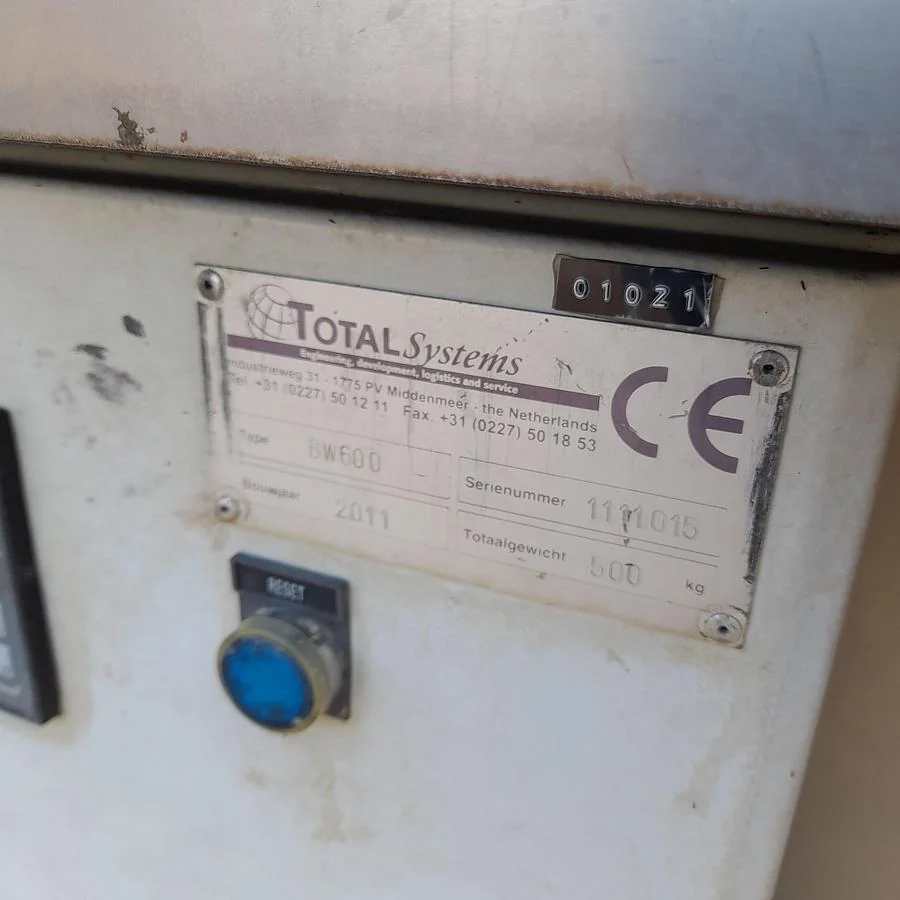 01021
TOTAL Systems
Engineering, development, logistics and service
Industrieweg 31 - 1775 PV Middenmeer - the Netherlands
Tel. +31 (0227) 50 12 11 Fax. +31 (0227) 50 18 53
CE
Type BW600
Serienummer 1111015
Bouwjaar 2011
Totaalgewicht 500 kg
RESET